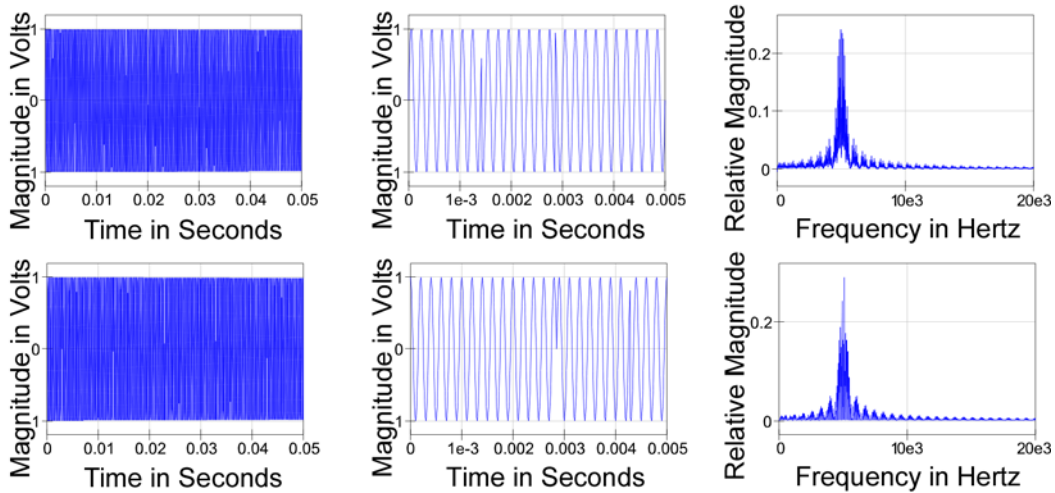 Magnitude in Volts
1
0
1
0 0.01 0.02 0.03 0.04 0.05
Time in Seconds
Magnitude in Volts
1
0
1
0 1e-3 0.002 0.003 0.004 0.005
Time in Seconds
Relative Magnitude
0.2
0.1
0
0 10e3 20e3
Frequency in Hertz
Magnitude in Volts
1
0
1
0 0.01 0.02 0.03 0.04 0.05
Time in Seconds
Magnitude in Volts
1
0
1
0 1e-3 0.002 0.003 0.004 0.005
Time in Seconds
Relative Magnitude
0.2
0
0 10e3 20e3
Frequency in Hertz